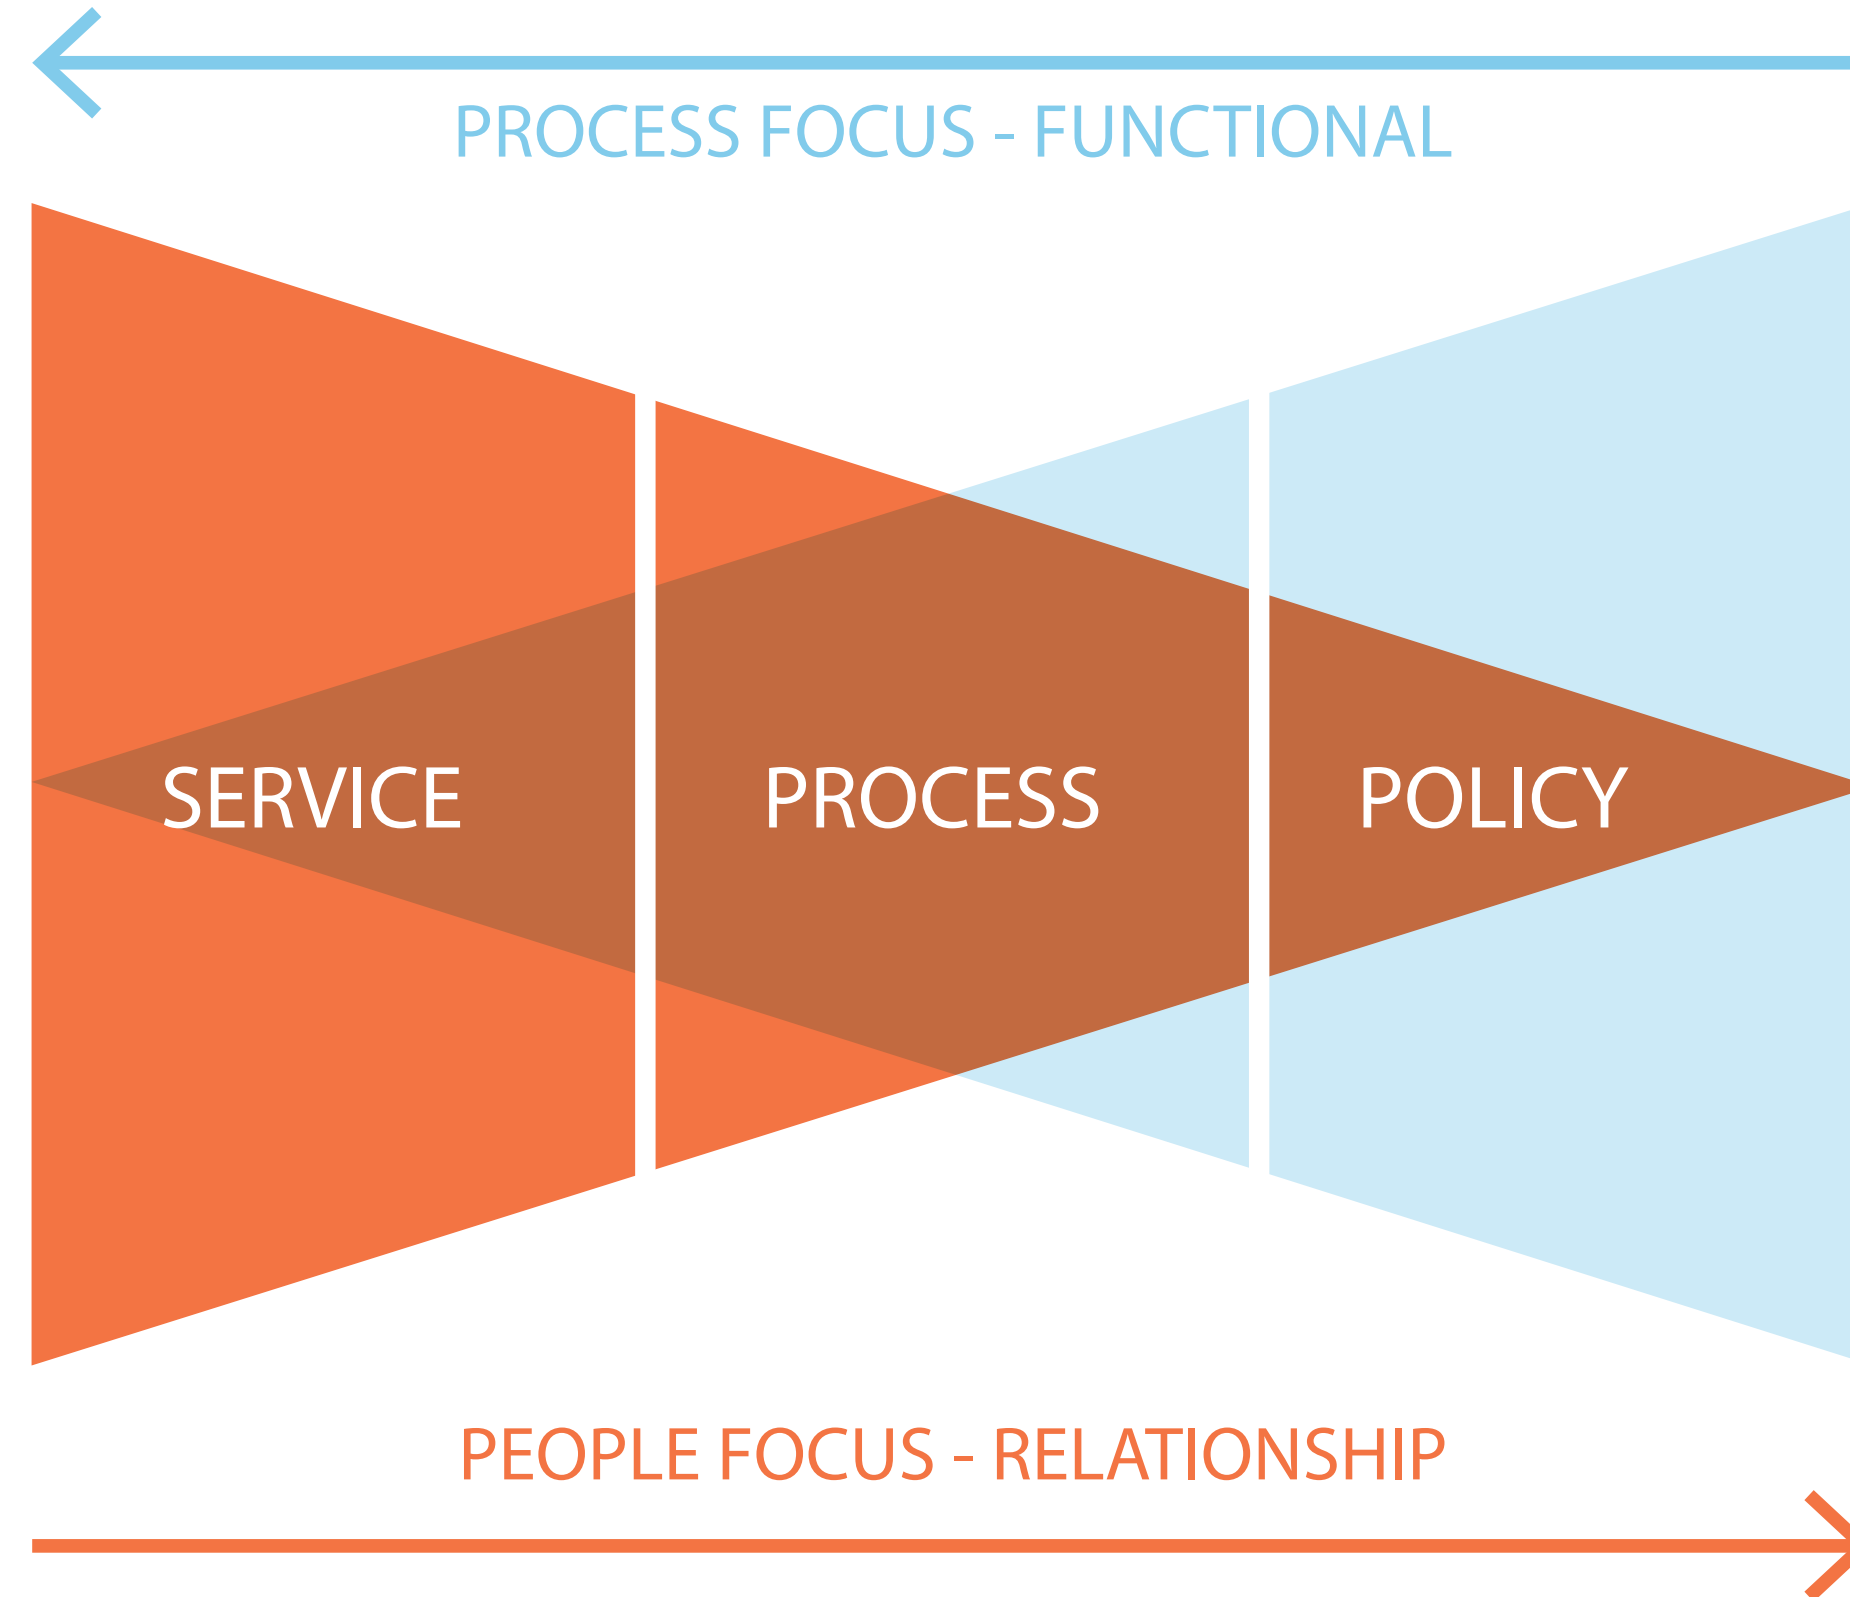 PROCESS FOCUS - FUNCTIONAL
SERVICE
PROCESS
POLICY
PEOPLE FOCUS - RELATIONSHIP